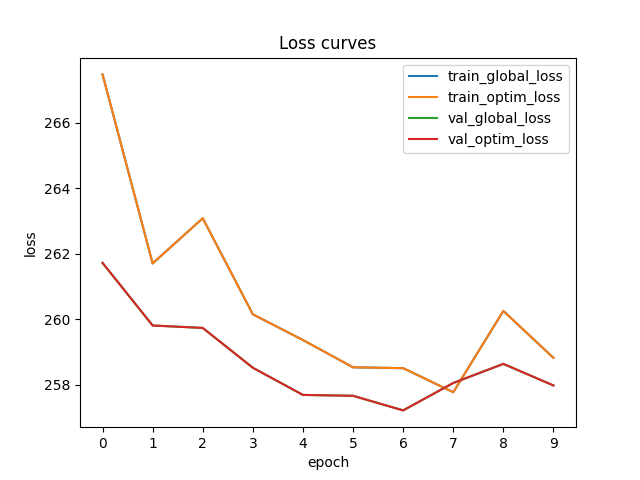 Loss curves
train_global_loss
train_optim_loss
val_global_loss
val_optim_loss
266
264
262
260
258
loss
0 1 2 3 4 5 6 7 8 9
epoch